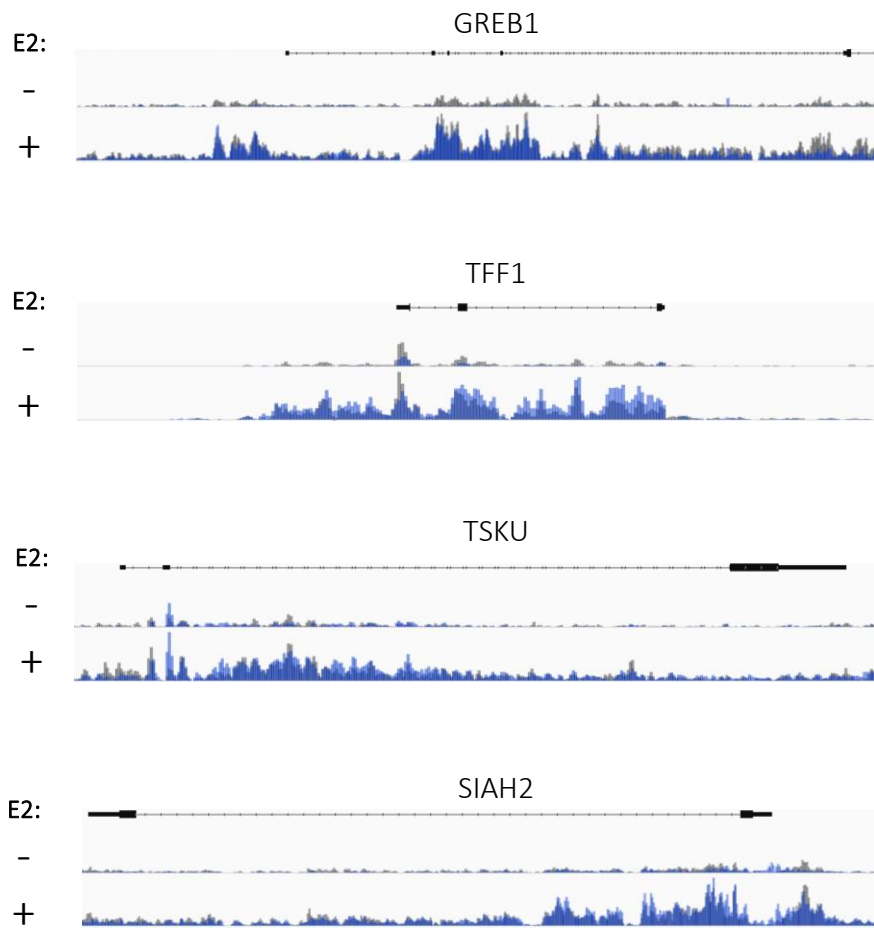 GREB1
E2:
-
+
TFF1
E2:
-
+
TSKU
E2:
-
+
SIAH2
E2:
-
+